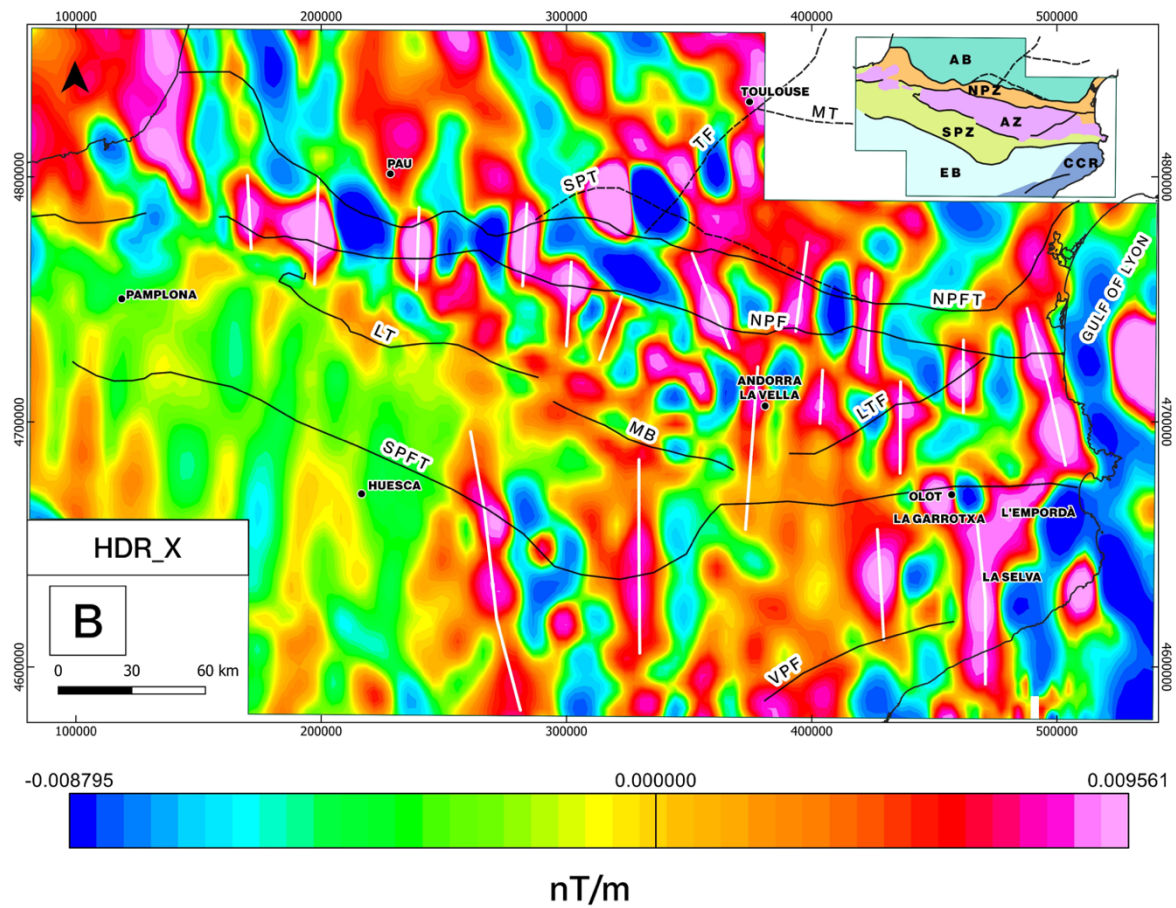 100000 200000 300000 400000 500000
TOULOUSE
MT
TF
AB
NPZ
AZ
SPZ
EB
CCR
4800000
4800000
PAU
SPT
PAMPLONA
NPFT
GULF OF LYON
LT
NPF
ANDORRA
LA VELLA
LTF
4700000
4700000
MB
SPFT
HUESCA
OLOT
LA GARROTXA
L'EMPORDÀ
LA SELVA
HDR_X
B
0 30 60 km
4600000
4600000
VPF
100000 200000 300000 400000 500000
-0.008795 0.000000 0.009561
nT/m